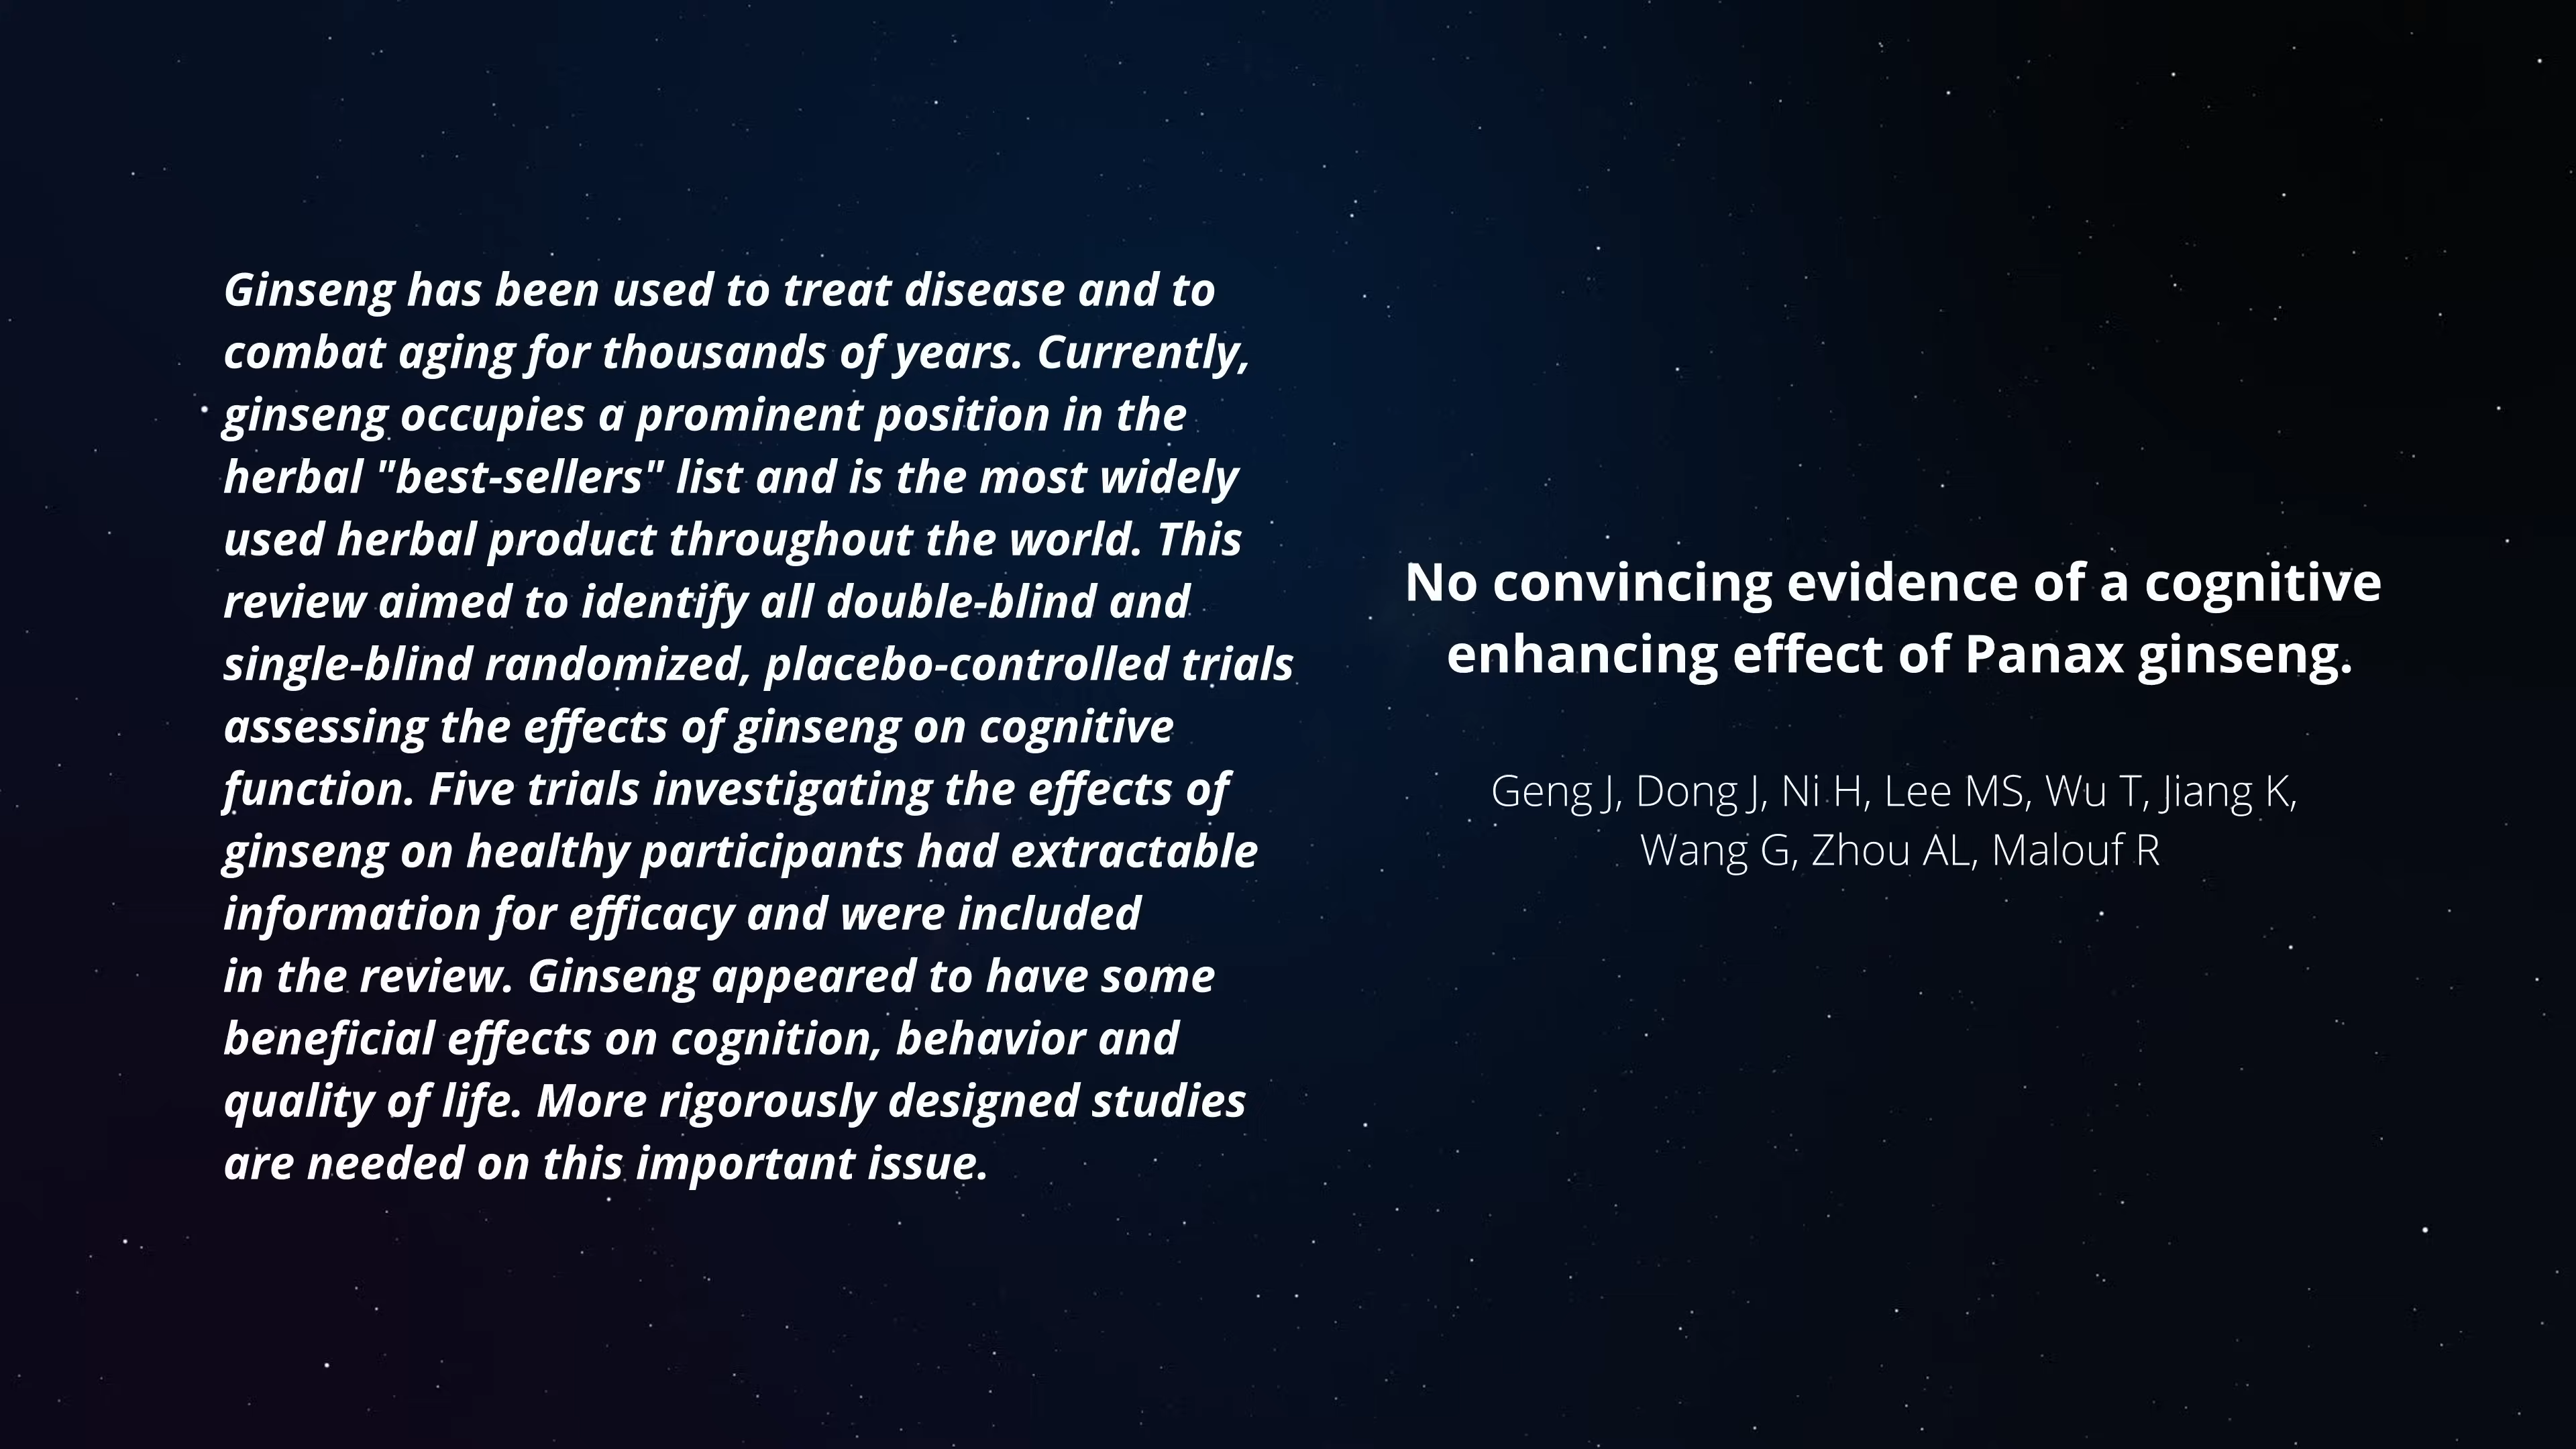 Ginseng has been used to treat disease and to
combat aging for thousands of years. Currently,
ginseng occupies a prominent position in the
herbal "best-sellers" list and is the most widely
used herbal product throughout the world. This
review aimed to identify all double-blind and
single-blind randomized, placebo-controlled trials
assessing the effects of ginseng on cognitive
function. Five trials investigating the effects of
ginseng on healthy participants had extractable
information for efficacy and were included
in the review. Ginseng appeared to have some
beneficial effects on cognition, behavior and
quality of life. More rigorously designed studies
are needed on this important issue.
No convincing evidence of a cognitive
enhancing effect of Panax ginseng.
Geng J, Dong J, Ni H, Lee MS, Wu T, Jiang K,
Wang G, Zhou AL, Malouf R